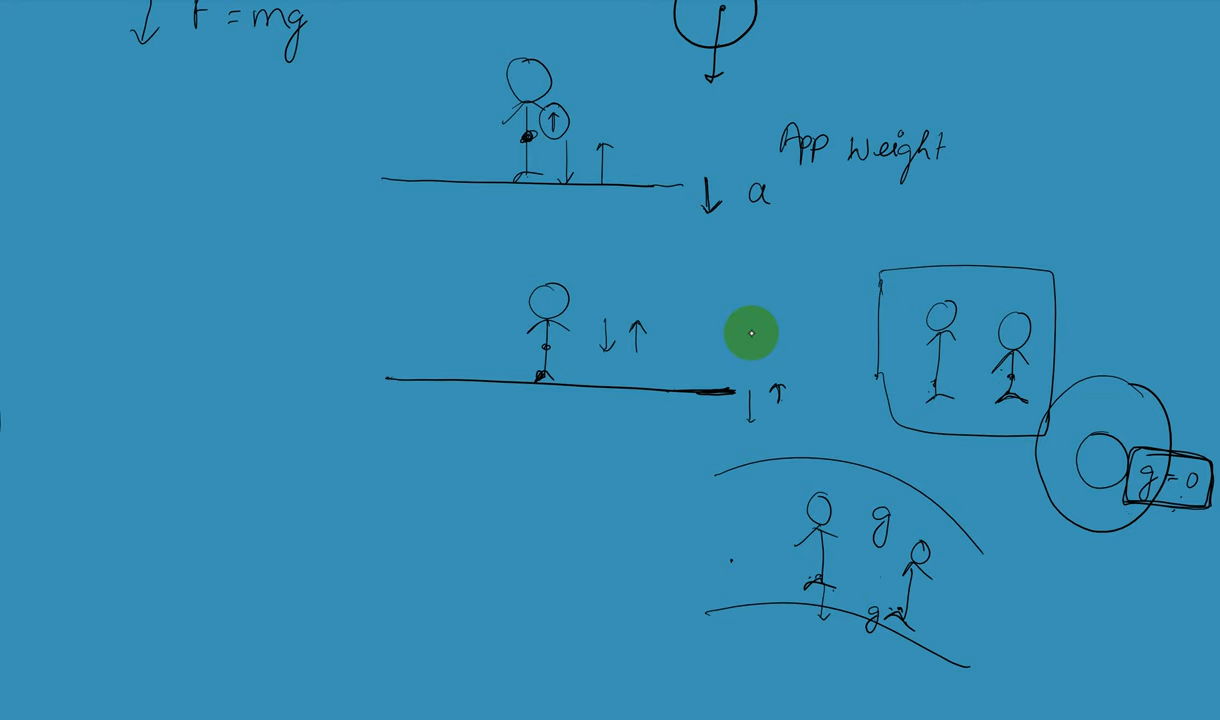 F = mg
App weight
a
g = 0
g
g